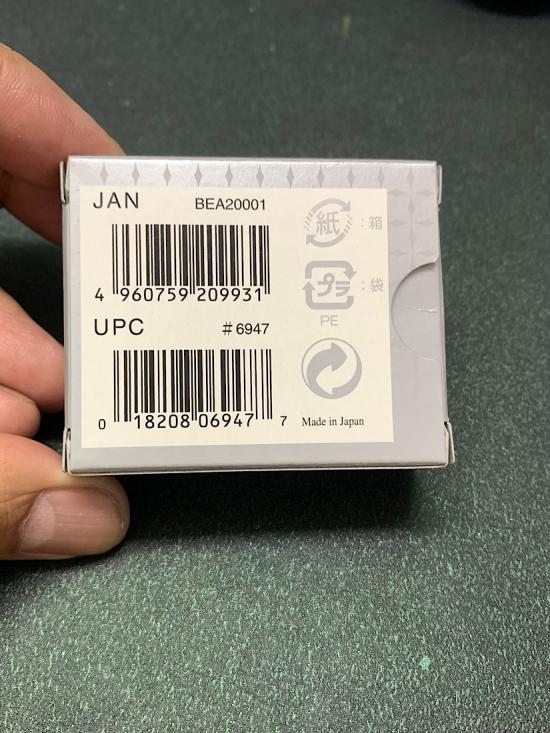 JAN BEA20001
4 960759 209931
UPC #6947
0 18208 06947 7
紙 : 箱
プラ : 袋
PE
Made in Japan